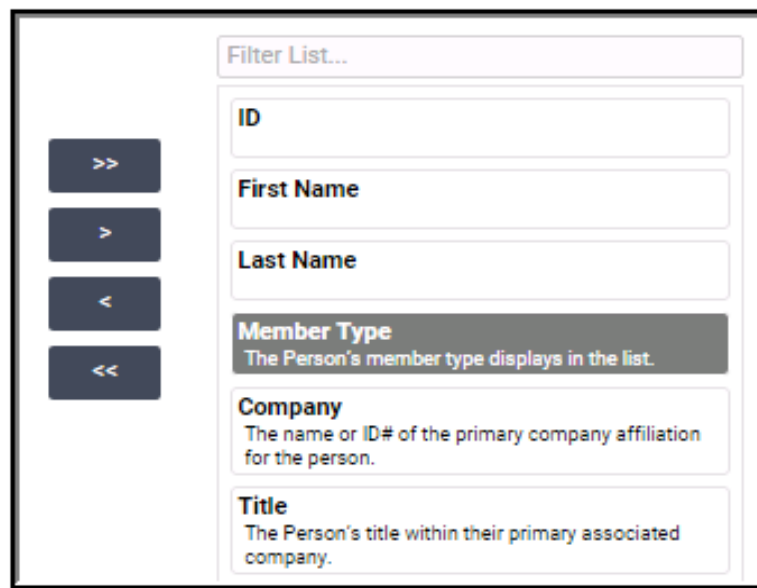 Filter List...
ID
>>
First Name
>
Last Name
<
Member Type
The Person's member type displays in the list.
<<
Company
The name or ID# of the primary company affiliation
for the person.
Title
The Person's title within their primary associated
company.